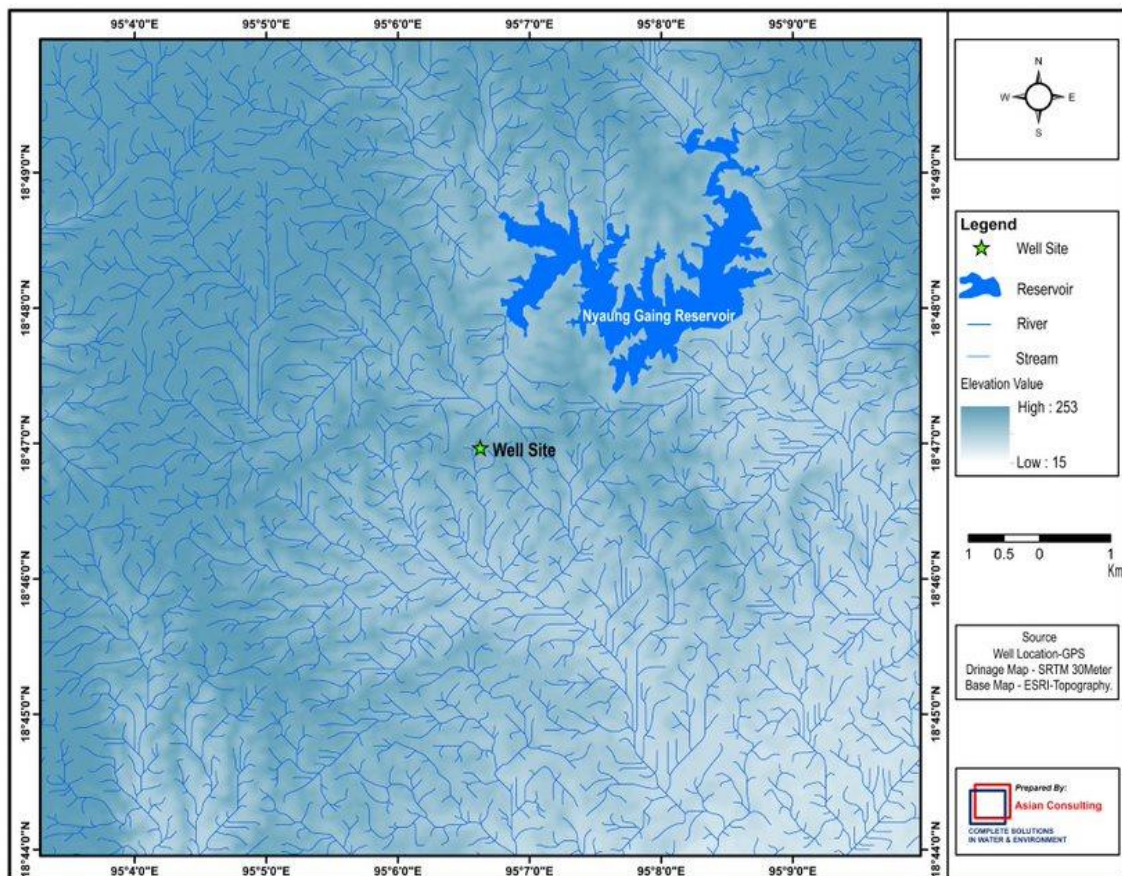 95°4'0"E 95°5'0"E 95°6'0"E 95°7'0"E 95°8'0"E 95°9'0"E
18°49'0"N 18°49'0"N
18°48'0"N 18°48'0"N
Nyaung Gaing Reservoir
18°47'0"N 18°47'0"N
Well Site
18°46'0"N 18°46'0"N
18°45'0"N 18°45'0"N
18°44'0"N 18°44'0"N
95°4'0"E 95°5'0"E 95°6'0"E 95°7'0"E 95°8'0"E 95°9'0"E
N
W E
S
Legend
Well Site
Reservoir
River
Stream
Elevation Value
High : 253
Low : 15
1 0.5 0 1
Km
Source
Well Location-GPS
Drinage Map - SRTM 30Meter
Base Map - ESRI-Topography.
Prepared By:
Asian Consulting
COMPLETE SOLUTIONS
IN WATER & ENVIRONMENT